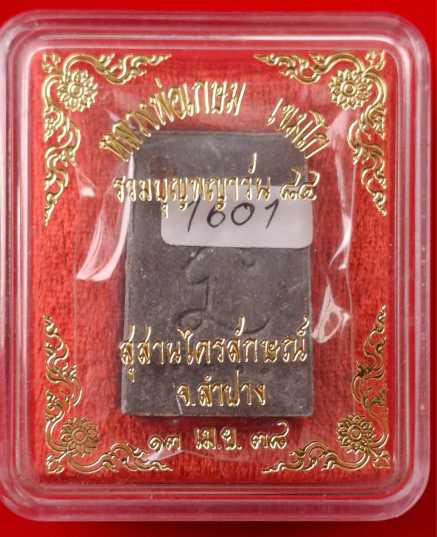 หลวงพ่อเกษม เขมโก
รวมบุญพญาวัน ๘๔
1601
สุสานไตรลักษณ์
จ.ลำปาง
๑๓ เม.ย. ๓๘